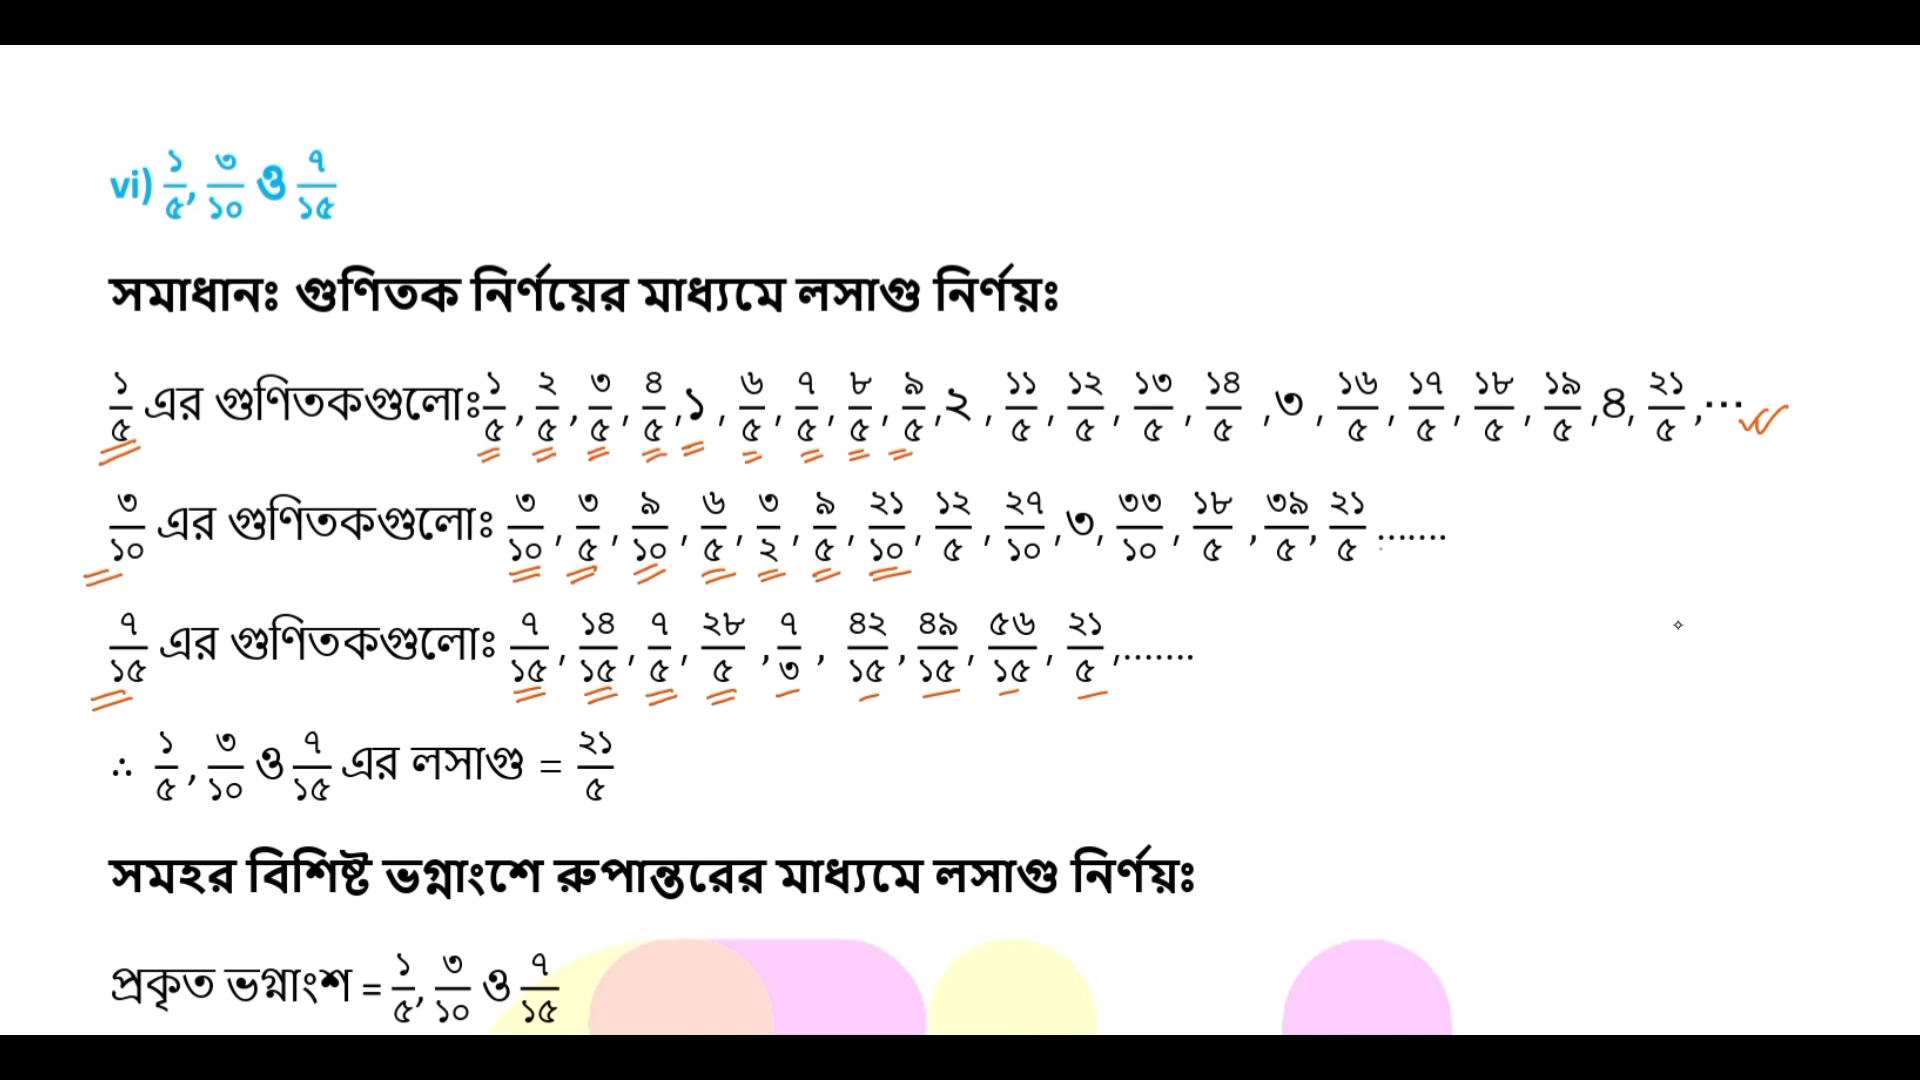 vi) ১/৫, ৩/১০ ও ৭/১৫
সমাধানঃ গুণিতক নির্ণয়ের মাধ্যমে লসাগু নির্ণয়ঃ
১/৫ এর গুণিতকগুলোঃ ১/৫, ২/৫, ৩/৫, ৪/৫, ১, ৬/৫, ৭/৫, ৮/৫, ৯/৫, ২, ১১/৫, ১২/৫, ১৩/৫, ১৪/৫, ৩, ১৬/৫, ১৭/৫, ১৮/৫, ১৯/৫, ৪, ২১/৫, ...
৩/১০ এর গুণিতকগুলোঃ ৩/১০, ৩/৫, ৯/১০, ৬/৫, ৩/২, ৯/৫, ২১/১০, ১২/৫, ২৭/১০, ৩, ৩৩/১০, ১৮/৫, ৩৯/৫, ২১/৫ .......
৭/১৫ এর গুণিতকগুলোঃ ৭/১৫, ১৪/১৫, ৭/৫, ২৮/৫, ৭/৩, ৪২/১৫, ৪৯/১৫, ৫৬/১৫, ২১/৫, .......
∴ ১/৫, ৩/১০ ও ৭/১৫ এর লসাগু = ২১/৫
সমহর বিশিষ্ট ভগ্নাংশে রুপান্তরের মাধ্যমে লসাগু নির্ণয়ঃ
প্রকৃত ভগ্নাংশ = ১/৫, ৩/১০ ও ৭/১৫